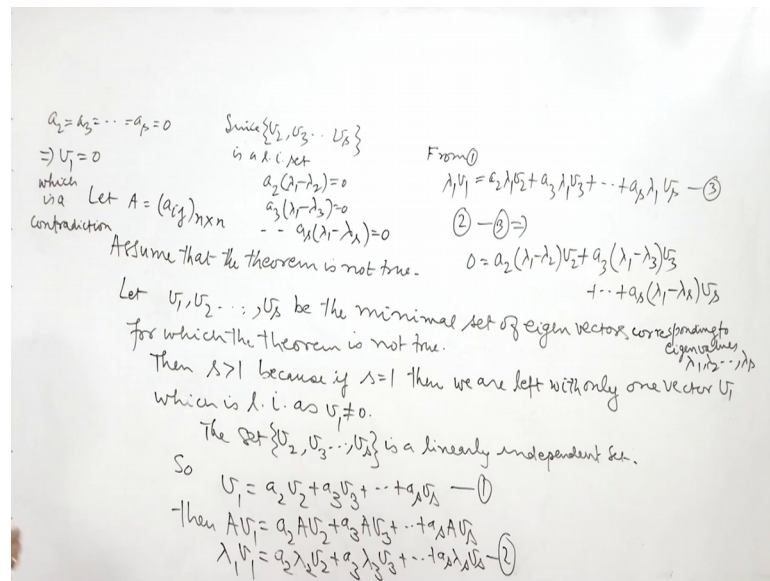 Let A = (aij)n×n
Assume that the theorem is not true.
Let v₁, v₂ ..., vₛ be the minimal set of eigen vectors corresponding to
eigenvalues
λ₁, λ₂ --, λₛ
for which the theorem is not true.
Then s>1 because if s=1 then we are left with only one vector v₁
which is l.i. as v₁≠0.
The set {v₂, v₃..., vₛ} is a linearly independent set.
So
v₁ = a₂v₂ + a₃v₃ + ··· + aₛvₛ —①
then Av₁ = a₂Av₂ + a₃Av₃ + ··· + aₛAvₛ
λ₁v₁ = a₂λ₂v₂ + a₃λ₃v₃ + ··· + aₛλₛvₛ —②
From ①
λ₁v₁ = a₂λ₁v₂ + a₃λ₁v₃ + ··· + aₛλ₁vₛ —③
② — ③ ⇒
0 = a₂(λ₁-λ₂)v₂ + a₃(λ₁-λ₃)v₃
+ ··· + aₛ(λ₁-λₛ)vₛ
Since {v₂, v₃ ·· vₛ}
is a l.i. set
a₂(λ₁-λ₂)=0
a₃(λ₁-λ₃)=0
-- aₛ(λ₁-λₛ)=0
a₂ = a₃ = ··· = aₛ = 0
⇒ v₁ = 0
which
is a
contradiction